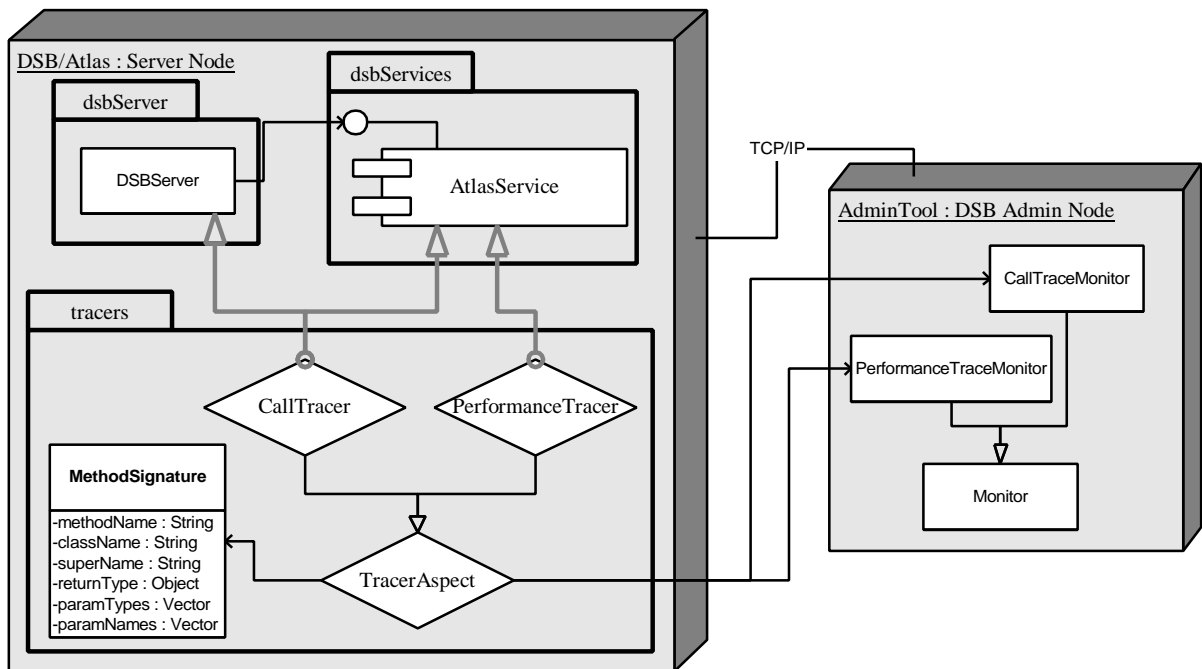 DSB/Atlas : Server Node
dsbServices
dsbServer
DSBServer
AtlasService
TCP/IP
AdminTool : DSB Admin Node
CallTraceMonitor
PerformanceTraceMonitor
Monitor
tracers
CallTracer
PerformanceTracer
MethodSignature
-methodName : String
-className : String
-superName : String
-returnType : Object
-paramTypes : Vector
-paramNames : Vector
TracerAspect